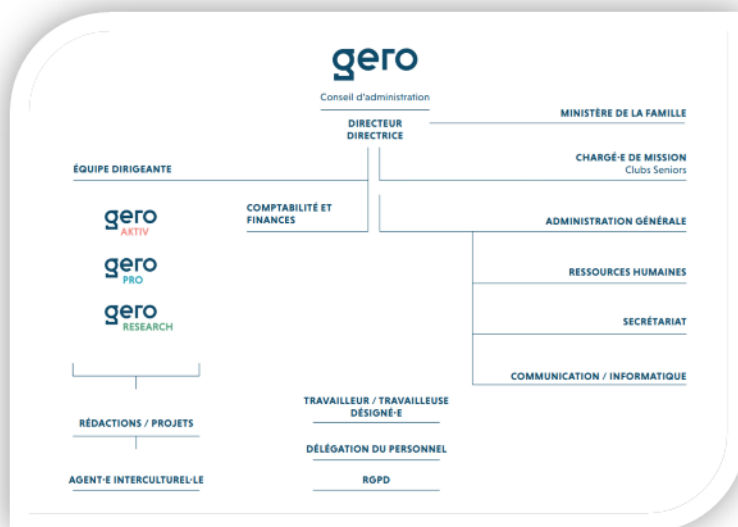 gero
Conseil d'administration
DIRECTEUR
DIRECTRICE
MINISTÈRE DE LA FAMILLE
CHARGÉ·E DE MISSION
Clubs Seniors
ÉQUIPE DIRIGEANTE
COMPTABILITÉ ET
FINANCES
gero
AKTIV
ADMINISTRATION GÉNÉRALE
gero
PRO
RESSOURCES HUMAINES
gero
RESEARCH
SECRÉTARIAT
COMMUNICATION / INFORMATIQUE
TRAVAILLEUR / TRAVAILLEUSE
DÉSIGNÉ·E
RÉDACTIONS / PROJETS
DÉLÉGATION DU PERSONNEL
AGENT·E INTERCULTUREL·LE
RGPD